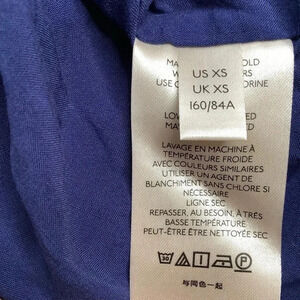 US XS
UK XS
160/84A
LAVAGE EN MACHINE À
TEMPÉRATURE FROIDE
AVEC COULEURS SIMILAIRES
UTILISER UN AGENT DE
BLANCHIMENT SANS CHLORE SI
NÉCESSAIRE
LIGNE SEC
REPASSER, AU BESOIN, À TRÈS
BASSE TEMPÉRATURE
PEUT-ÊTRE ÊTRE NETTOYÉE SEC
30
P
与同色一起